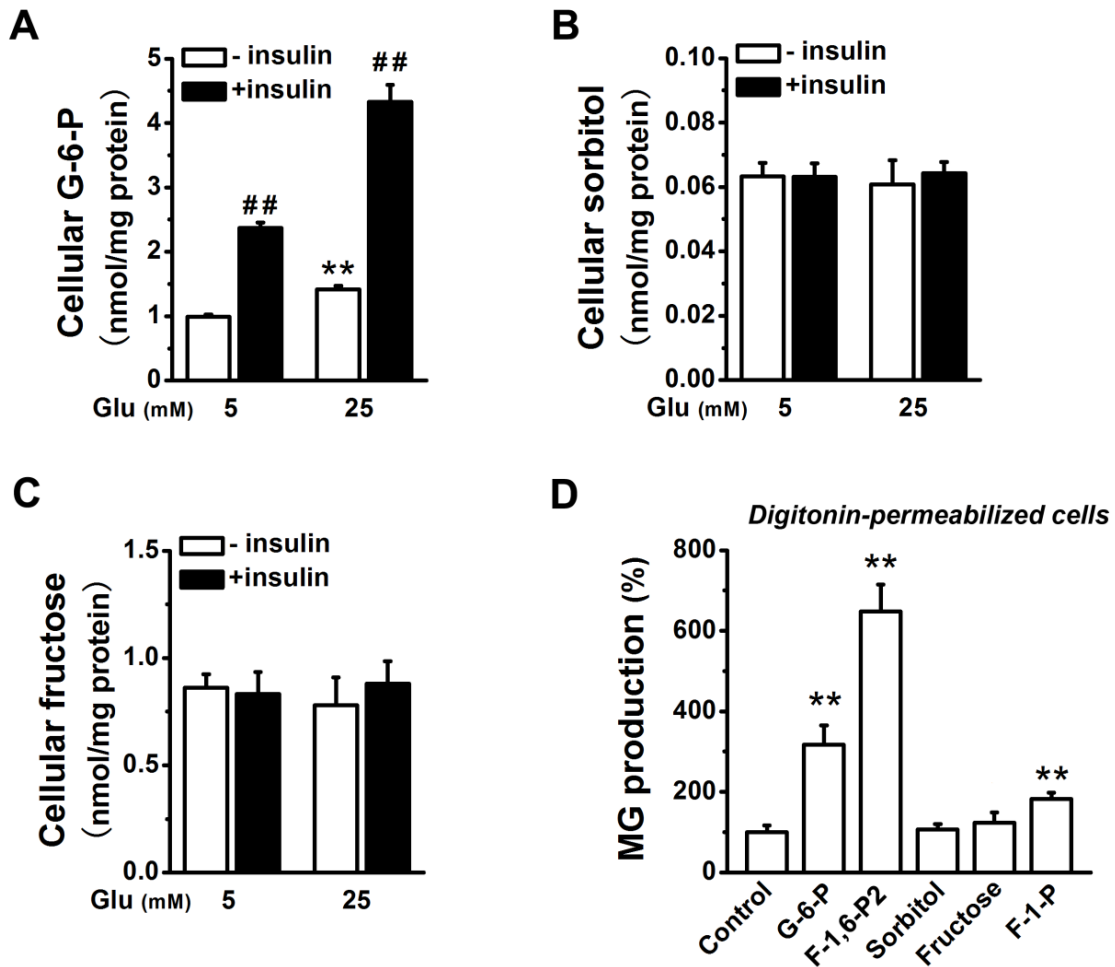 A
Cellular G-6-P
(nmol/mg protein)
- insulin
+insulin
5
4
3
2
1
0
##
**
##
Glu (mM) 5 25
B
Cellular sorbitol
(nmol/mg protein)
- insulin
+insulin
0.10
0.08
0.06
0.04
0.02
0.00
Glu (mM) 5 25
C
Cellular fructose
(nmol/mg protein)
- insulin
+insulin
1.5
1.0
0.5
0.0
Glu (mM) 5 25
D
Digitonin-permeabilized cells
MG production (%)
800
600
400
200
0
**
**
**
Control
G-6-P
F-1,6-P2
Sorbitol
Fructose
F-1-P